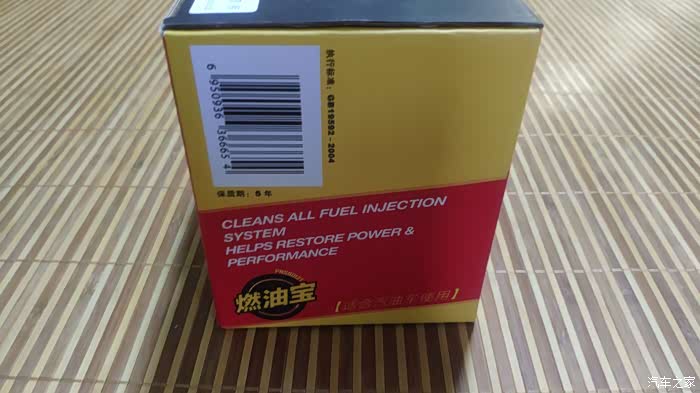 执行标准：GB19592-2004
6 950936 366654
保质期：5 年
CLEANS ALL FUEL INJECTION
SYSTEM
HELPS RESTORE POWER &
PERFORMANCE
燃油宝
【适合汽油车使用】
汽车之家